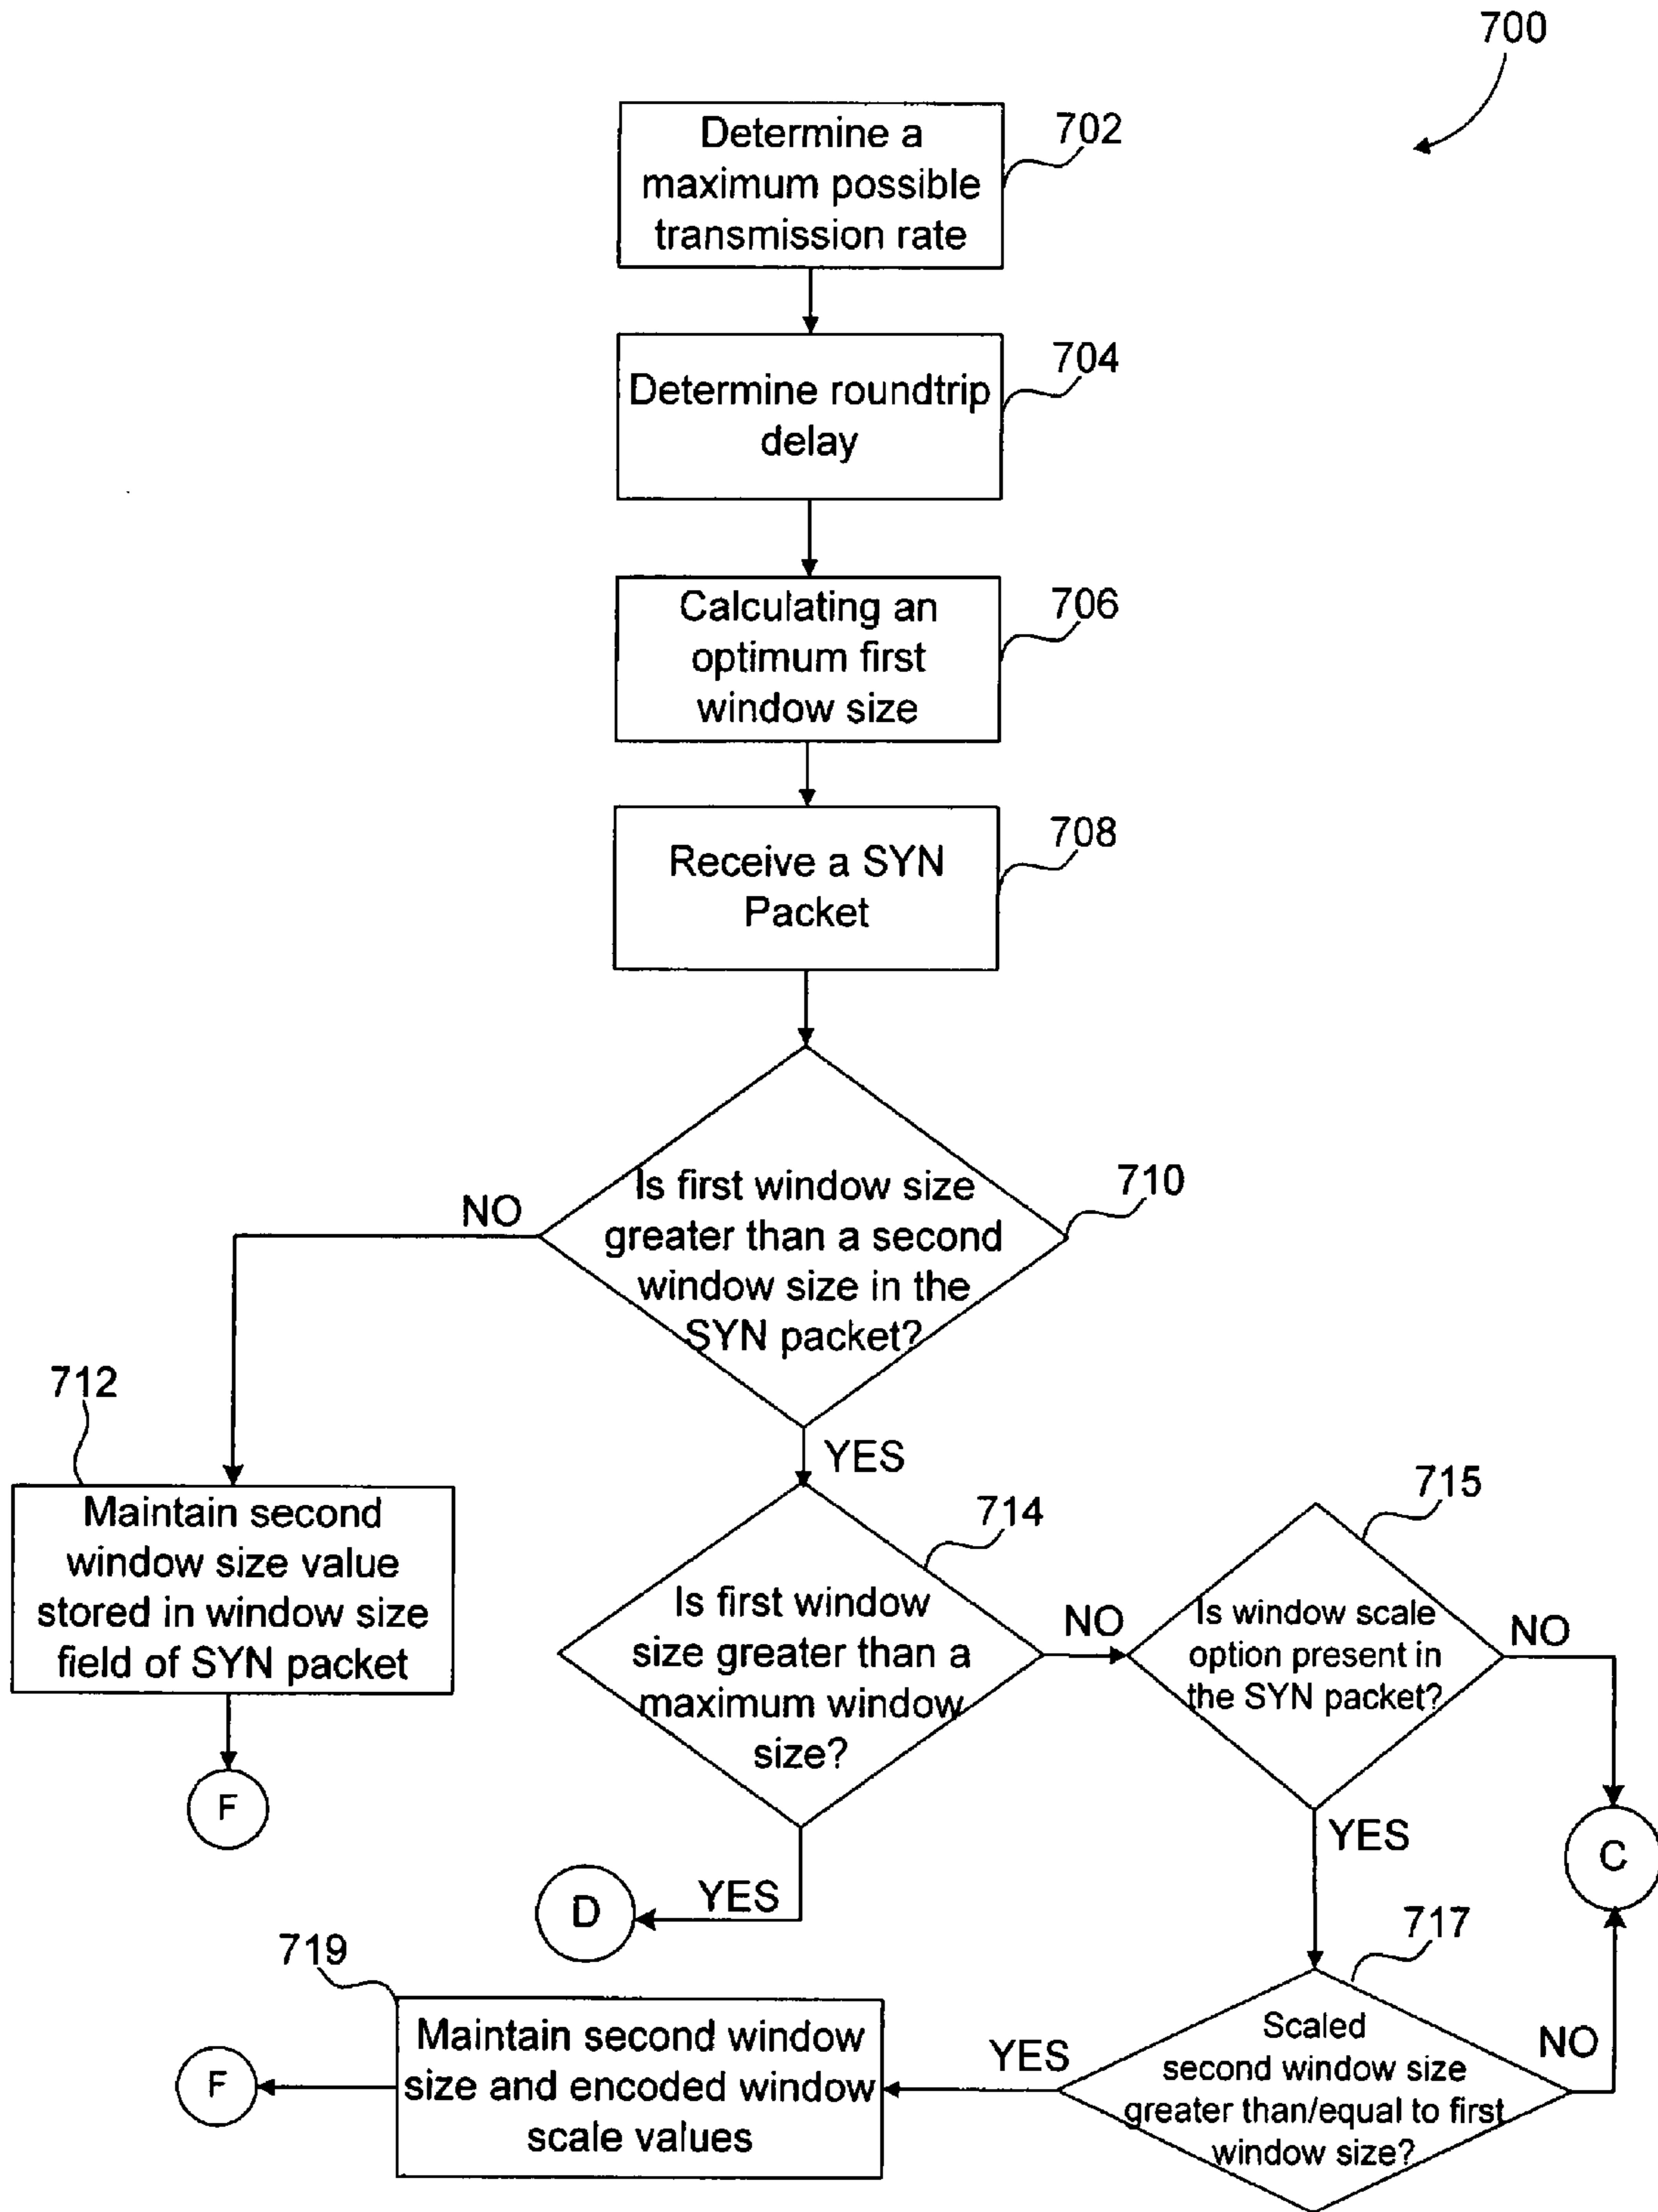 700
Determine a
maximum possible
transmission rate
702
Determine roundtrip
delay
704
Calculating an
optimum first
window size
706
Receive a SYN
Packet
708
Is first window size
greater than a second
window size in the
SYN packet?
710
NO
YES
712
Maintain second
window size value
stored in window size
field of SYN packet
F
714
Is first window
size greater than a
maximum window
size?
NO
YES
D
715
Is window scale
option present in
the SYN packet?
NO
YES
C
717
Scaled
second window size
greater than/equal to first
window size?
NO
YES
719
Maintain second window
size and encoded window
scale values
F